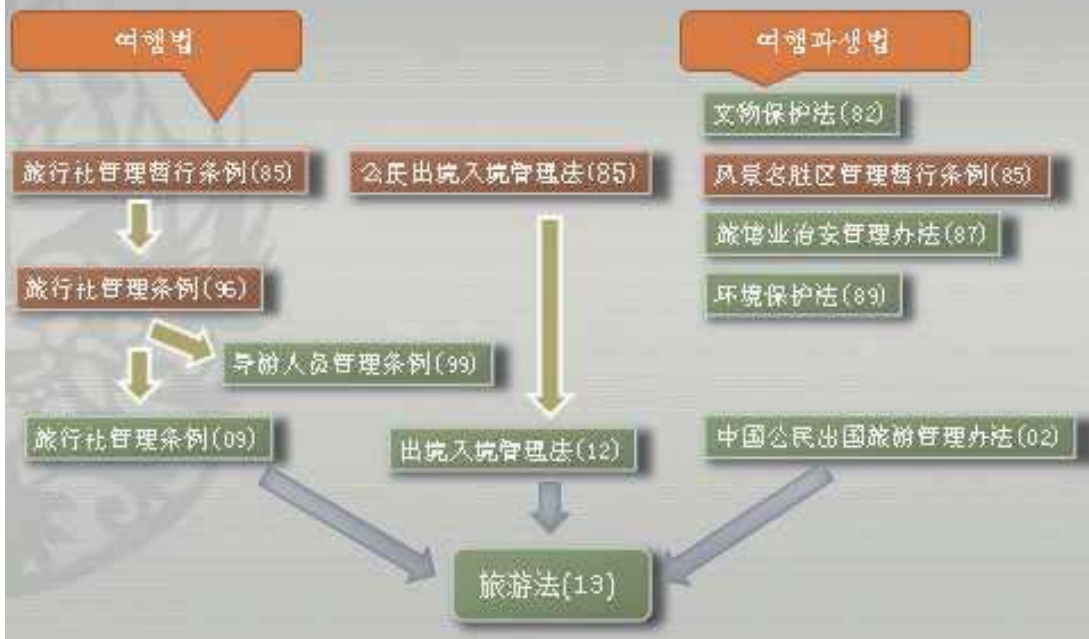 여행법
여행파생법
文物保护法(82)
旅行社管理暂行条例(85)
公民出境入境管理法(85)
风景名胜区管理暂行条例(85)
旅馆业治安管理办法(87)
旅行社管理条例(96)
环境保护法(89)
导游人员管理条例(99)
旅行社管理条例(09)
出境入境管理法(12)
中国公民出国旅游管理办法(02)
旅游法(13)